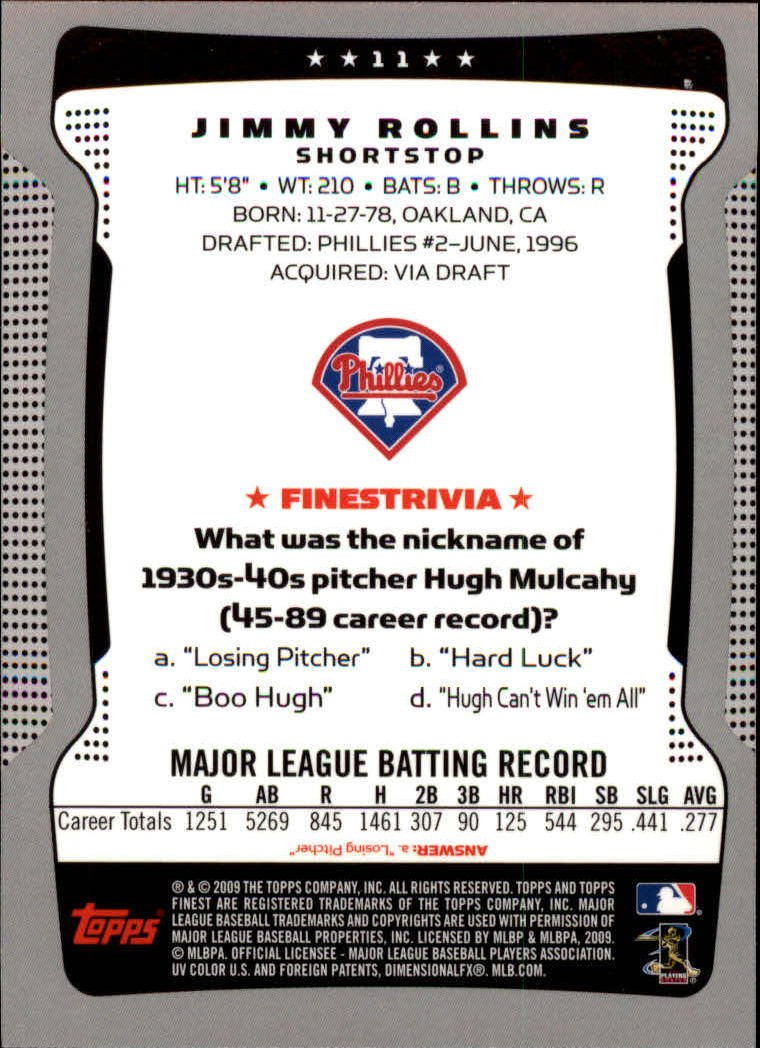 ★ ★ 11 ★ ★
JIMMY ROLLINS
SHORTSTOP
HT: 5'8" • WT: 210 • BATS: B • THROWS: R
BORN: 11-27-78, OAKLAND, CA
DRAFTED: PHILLIES #2–JUNE, 1996
ACQUIRED: VIA DRAFT
Phillies®
★ FINESTRIVIA ★
What was the nickname of
1930s-40s pitcher Hugh Mulcahy
(45-89 career record)?
a. "Losing Pitcher" b. "Hard Luck"
c. "Boo Hugh" d. "Hugh Can't Win 'em All"
MAJOR LEAGUE BATTING RECORD
G AB R H 2B 3B HR RBI SB SLG AVG
Career Totals 1251 5269 845 1461 307 90 125 544 295 .441 .277
ANSWER: a. "Losing Pitcher"
® & © 2009 THE TOPPS COMPANY, INC. ALL RIGHTS RESERVED. TOPPS AND TOPPS
FINEST ARE REGISTERED TRADEMARKS OF THE TOPPS COMPANY, INC. MAJOR
LEAGUE BASEBALL TRADEMARKS AND COPYRIGHTS ARE USED WITH PERMISSION OF
MAJOR LEAGUE BASEBALL PROPERTIES, INC. LICENSED BY MLBP & MLBPA, 2009.
© MLBPA. OFFICIAL LICENSEE - MAJOR LEAGUE BASEBALL PLAYERS ASSOCIATION.
UV COLOR U.S. AND FOREIGN PATENTS, DIMENSIONALFX®. MLB.COM.
Topps®